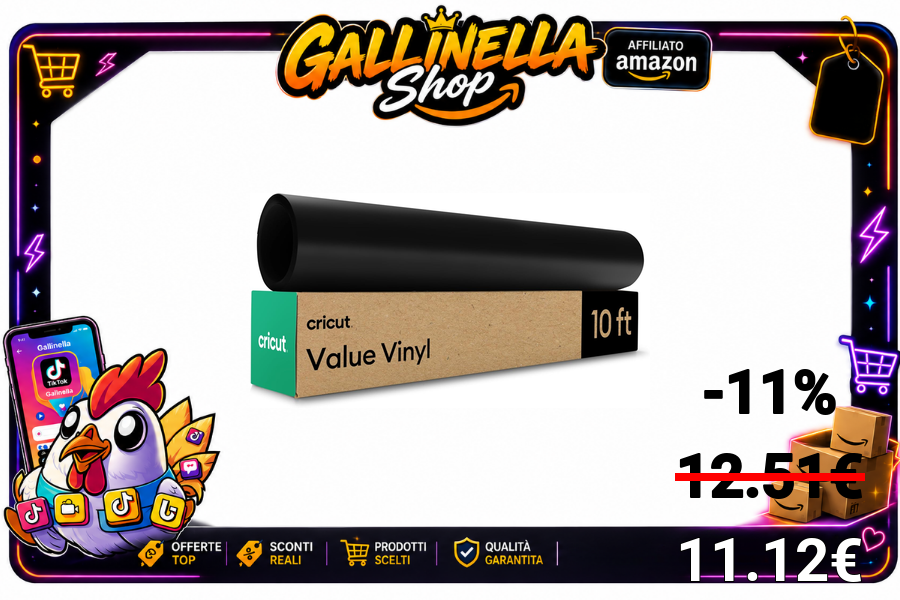 GALLINELLA
Shop
AFFILIATO
amazon
cricut
cricut
Value Vinyl
10 ft
Gallinella
TikTok
Gallinella
-11%
12.51€
11.12€
OFFERTE
TOP
SCONTI
REALI
PRODOTTI
SCELTI
QUALITÀ
GARANTITA